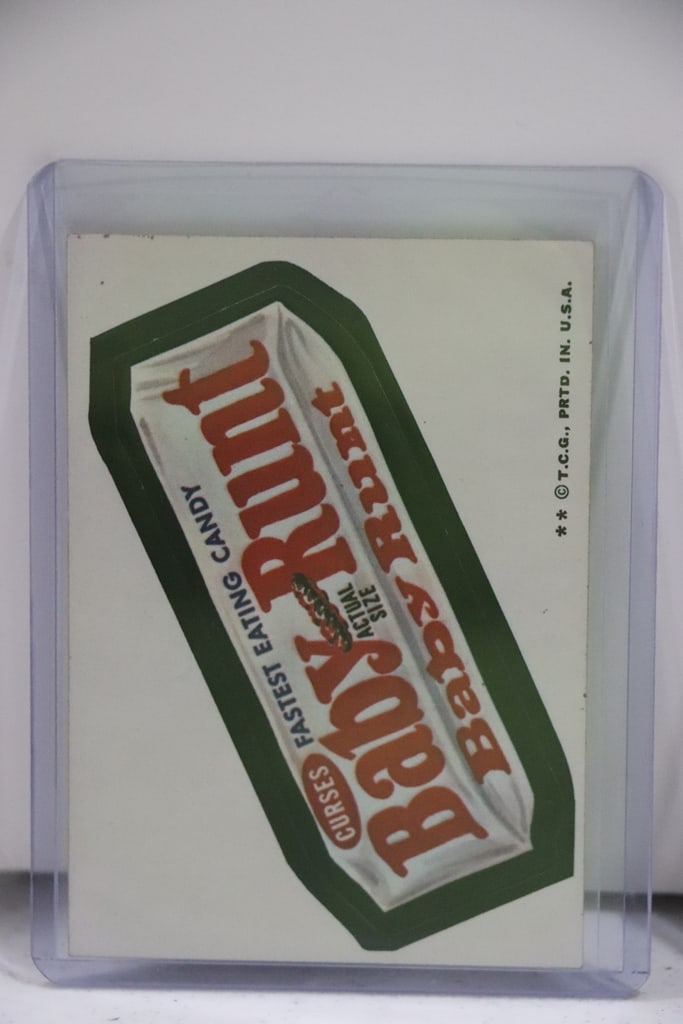 FASTEST EATING CANDY
CURSES
Baby Runt
ACTUAL
SIZE
Baby Runt
** © T.C.G., PRTD. IN. U.S.A.